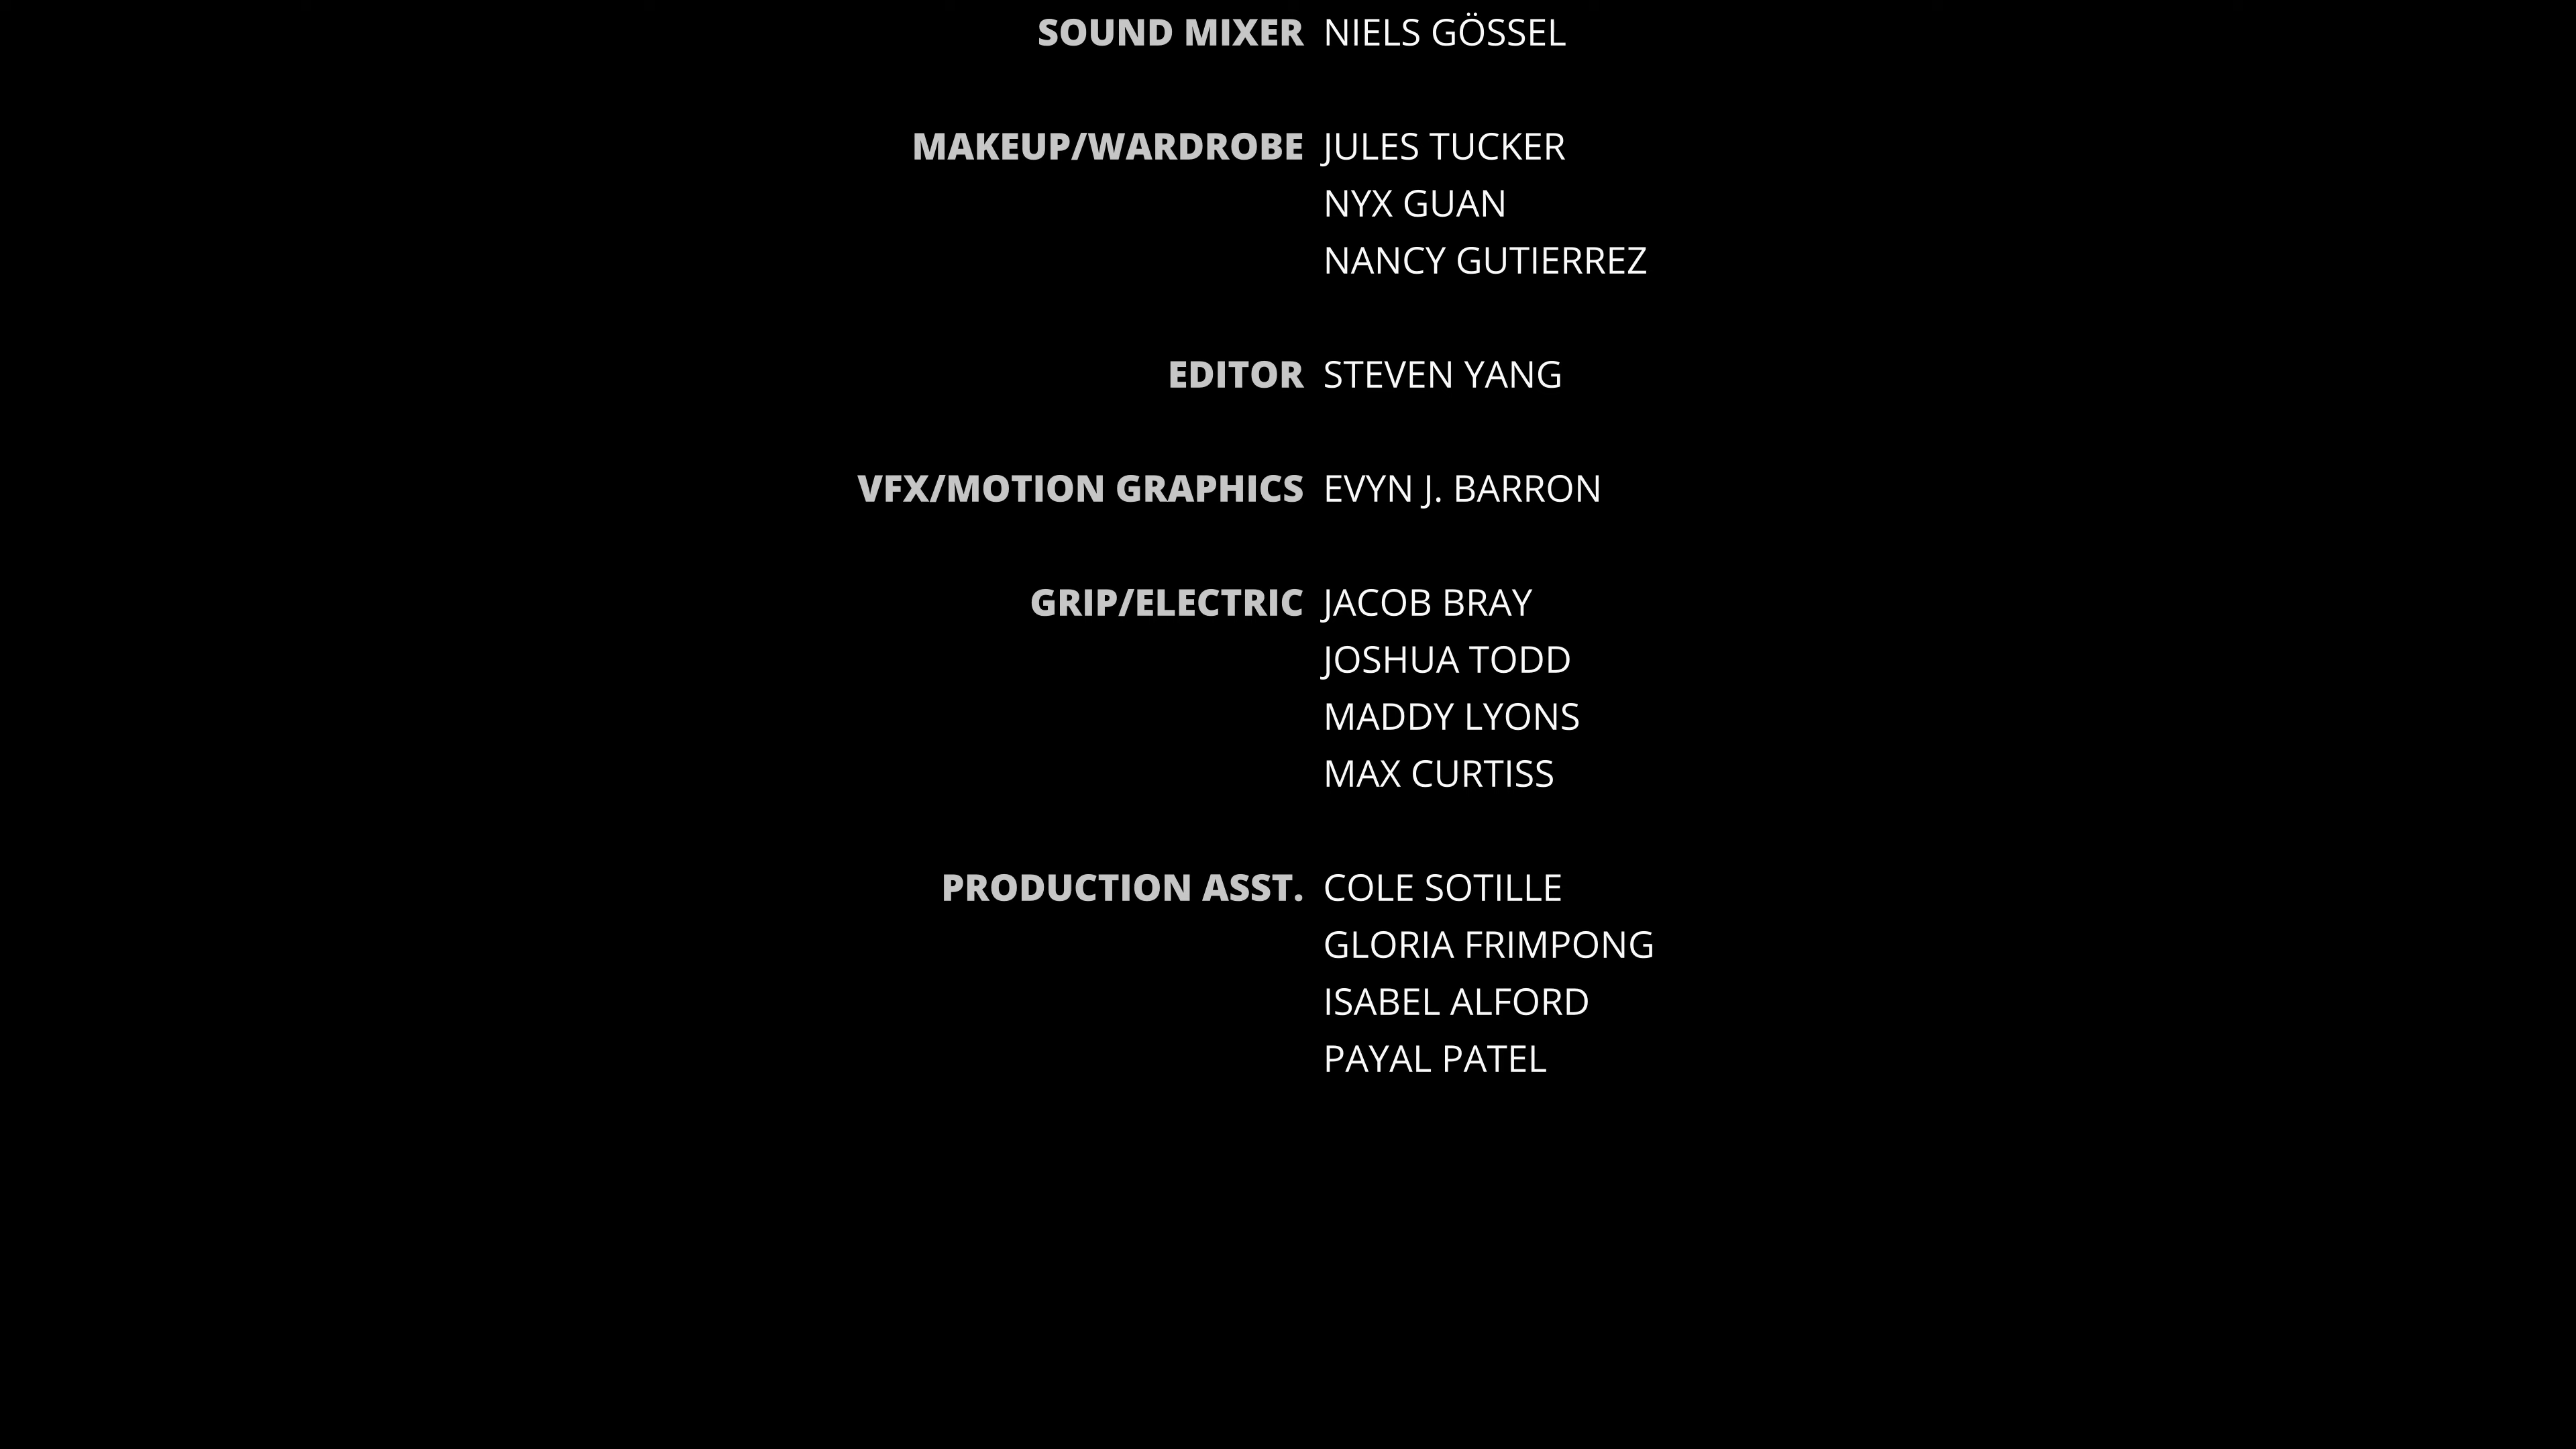 SOUND MIXER NIELS GÖSSEL
MAKEUP/WARDROBE JULES TUCKER
NYX GUAN
NANCY GUTIERREZ
EDITOR STEVEN YANG
VFX/MOTION GRAPHICS EVYN J. BARRON
GRIP/ELECTRIC JACOB BRAY
JOSHUA TODD
MADDY LYONS
MAX CURTISS
PRODUCTION ASST. COLE SOTILLE
GLORIA FRIMPONG
ISABEL ALFORD
PAYAL PATEL